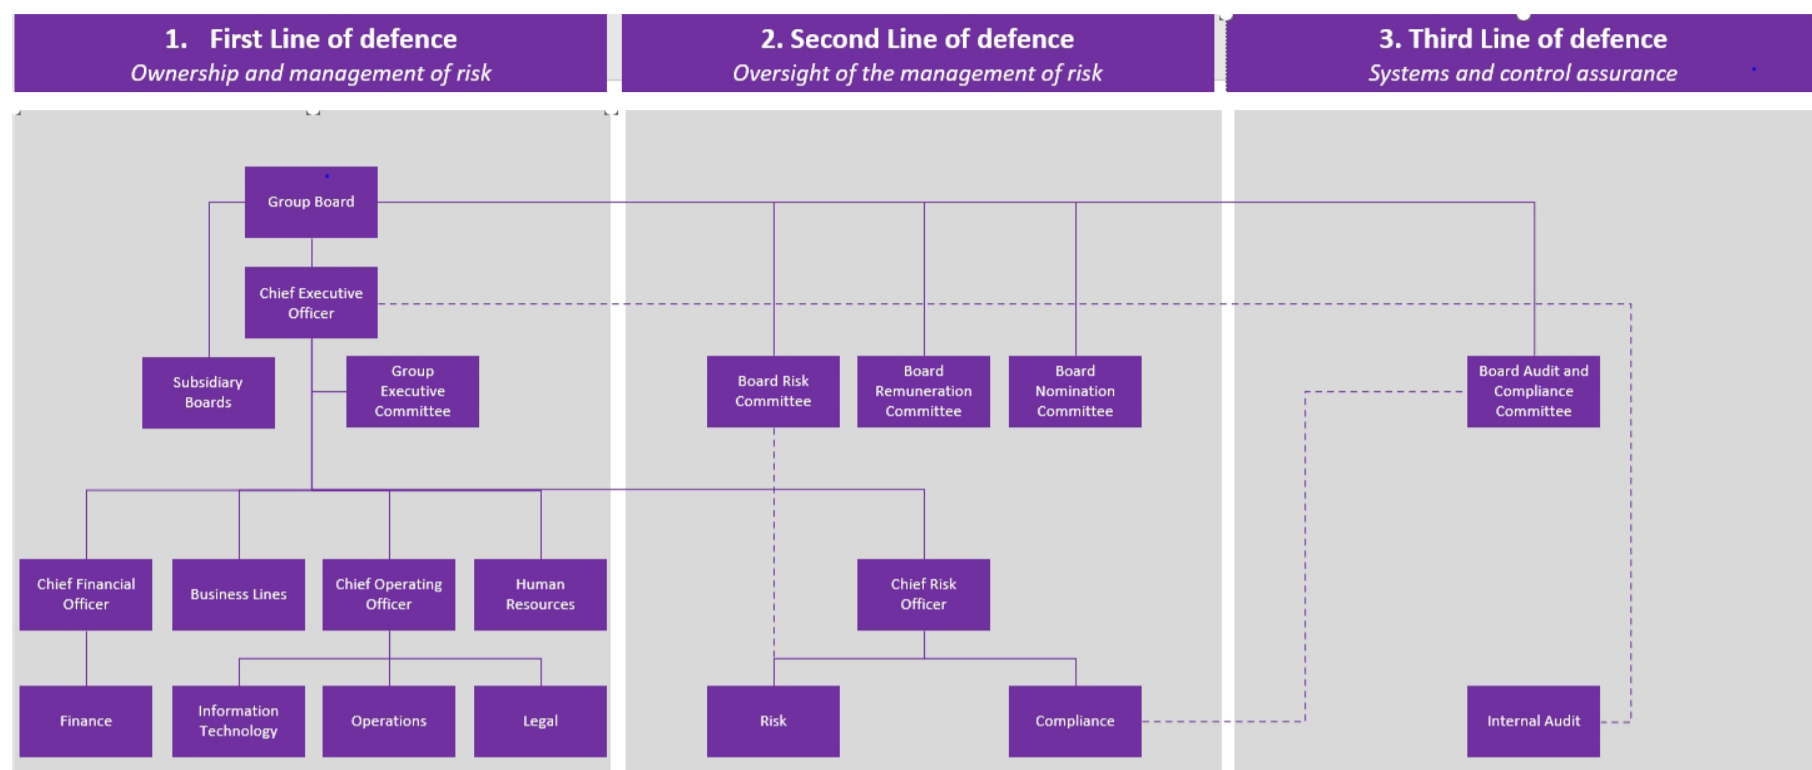 1. First Line of defence
Ownership and management of risk
2. Second Line of defence
Oversight of the management of risk
3. Third Line of defence
Systems and control assurance
Group Board
Chief Executive
Officer
Subsidiary
Boards
Group
Executive
Committee
Board Risk
Committee
Board
Remuneration
Committee
Board
Nomination
Committee
Board Audit and
Compliance
Committee
Chief Financial
Officer
Business Lines
Chief Operating
Officer
Human
Resources
Chief Risk
Officer
Finance
Information
Technology
Operations
Legal
Risk
Compliance
Internal Audit